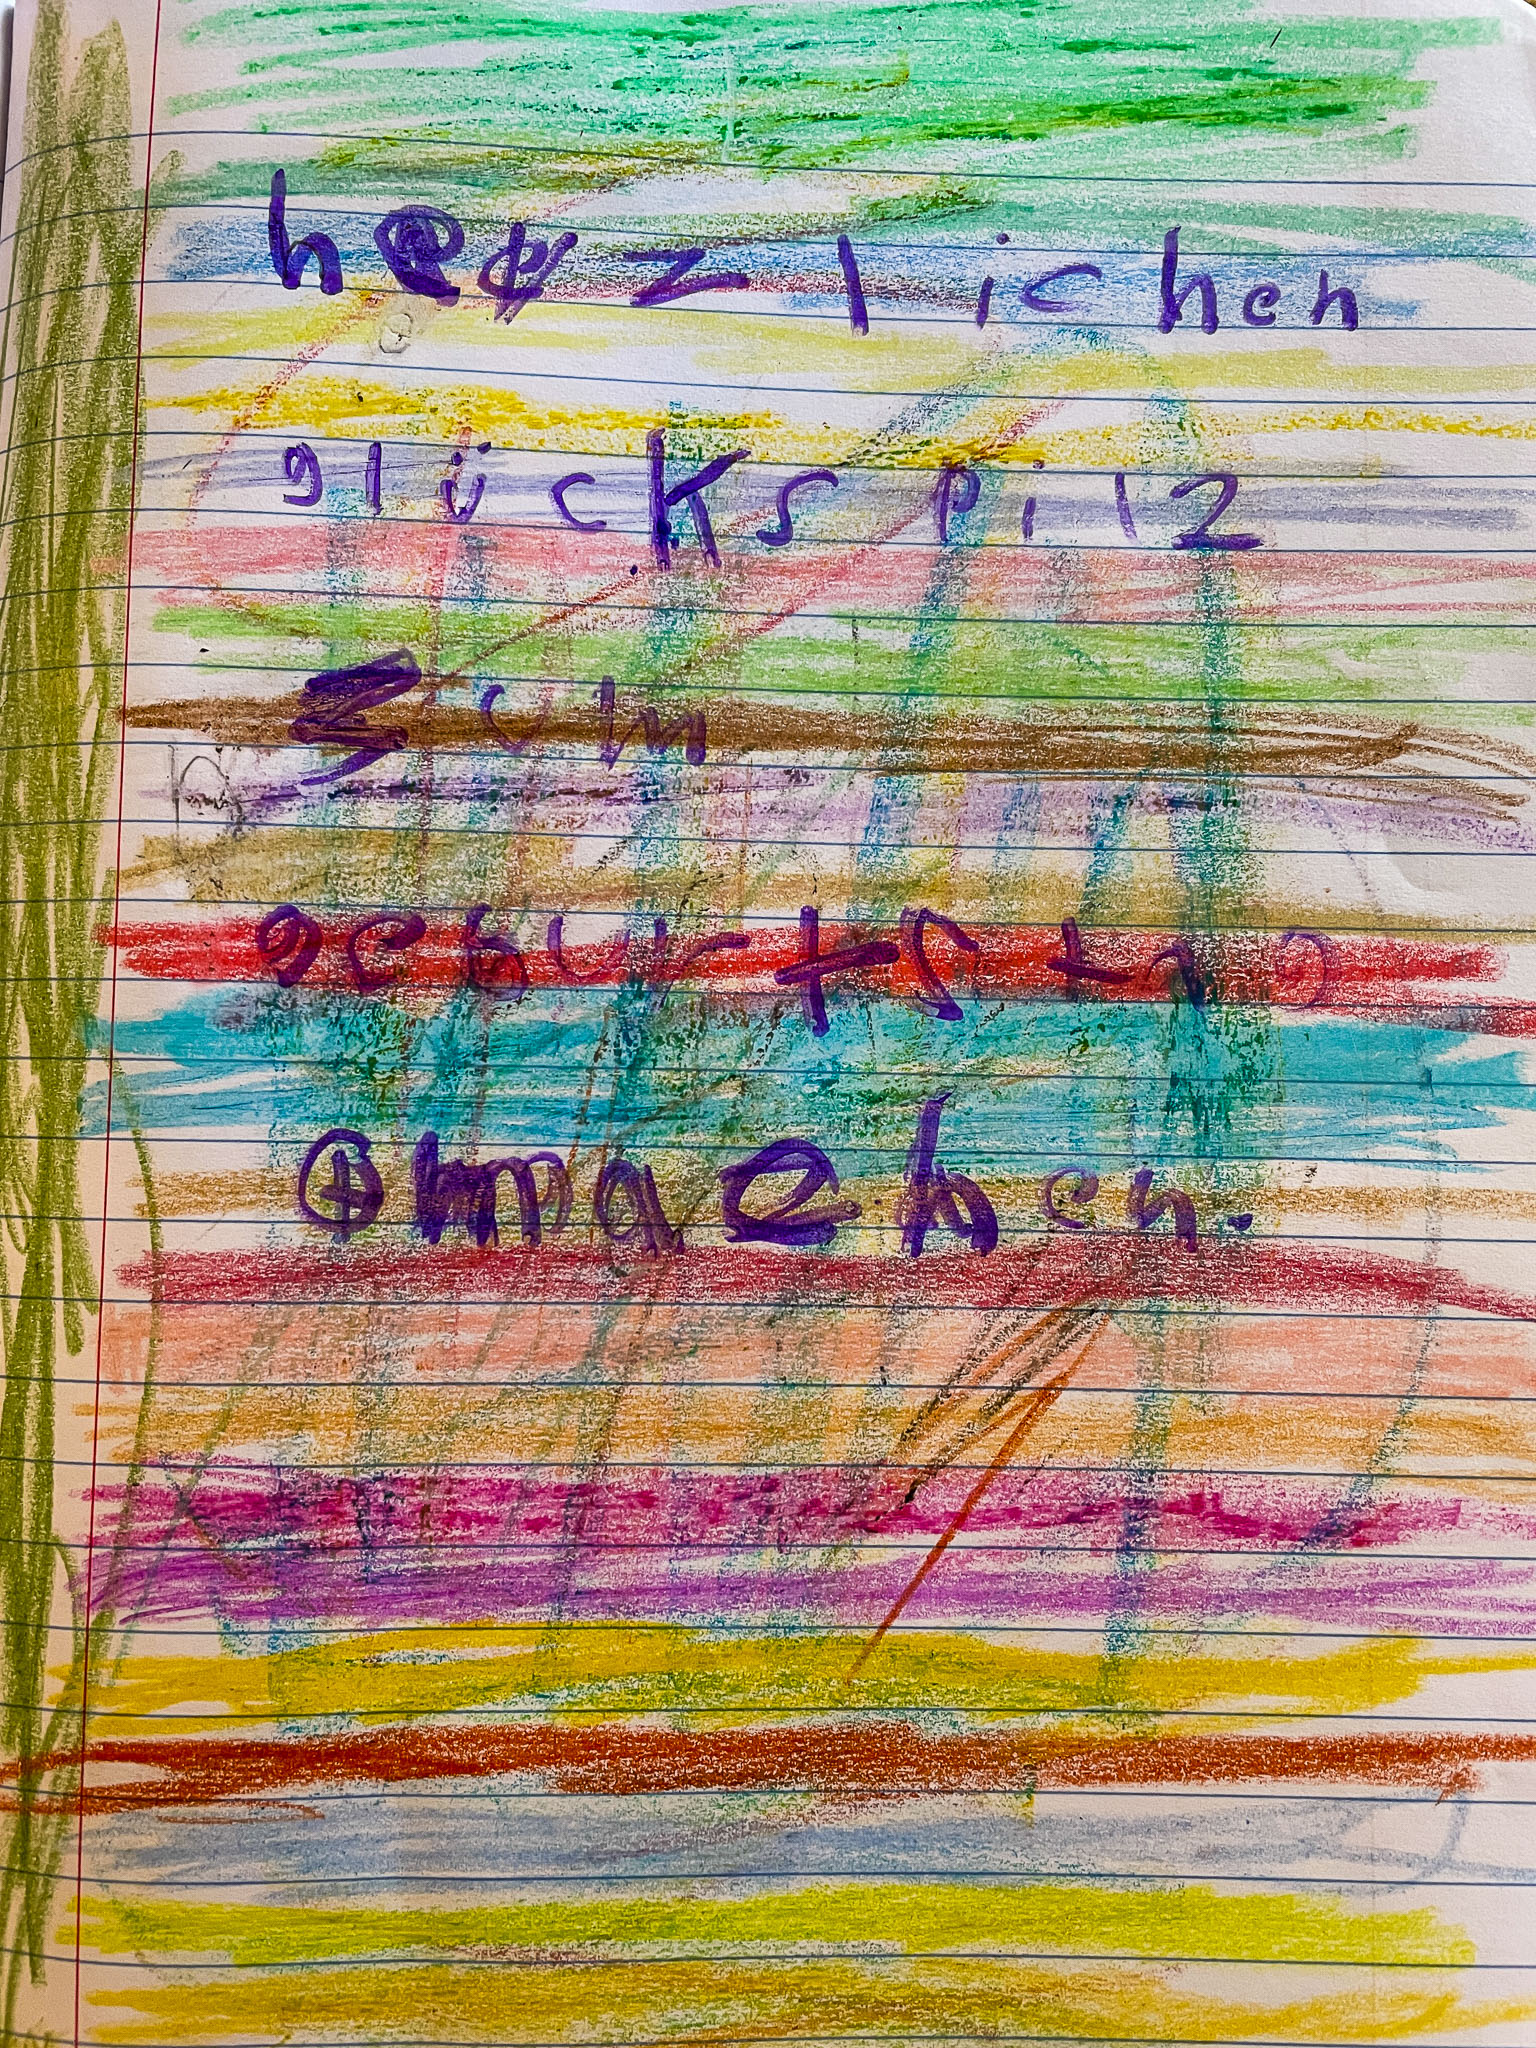 herzlichen
glückspilz
zum
geburtstag
omachen.